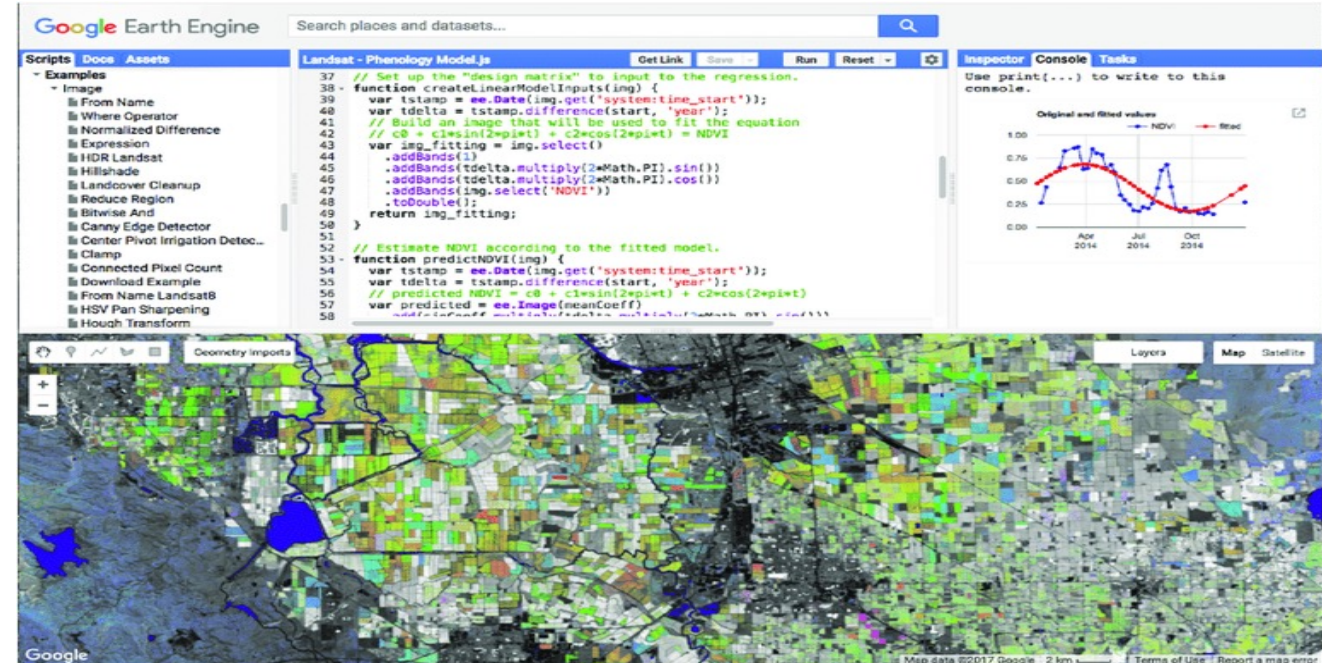 Google Earth Engine
Search places and datasets...
Scripts Docs Assets
Examples
Image
From Name
Where Operator
Normalized Difference
Expression
HDR Landsat
Hillshade
Landcover Cleanup
Reduce Region
Bitwise And
Canny Edge Detector
Center Pivot Irrigation Detec...
Clamp
Connected Pixel Count
Download Example
From Name Landsat8
HSV Pan Sharpening
Hough Transform
Landsat - Phenology Model.js
Get Link Save Run Reset
37 // Set up the "design matrix" to input to the regression.
38 function createLinearModelInputs(img) {
39 var tstamp = ee.Date(img.get('system:time_start'));
40 var tdelta = tstamp.difference(start, 'year');
41 // Build an image that will be used to fit the equation
42 // c0 + c1*sin(2*pi*t) + c2*cos(2*pi*t) = NDVI
43 var img_fitting = img.select()
44 .addBands(1)
45 .addBands(tdelta.multiply(2*Math.PI).sin())
46 .addBands(tdelta.multiply(2*Math.PI).cos())
47 .addBands(img.select('NDVI'))
48 .toDouble();
49 return img_fitting;
50 }
51
52 // Estimate NDVI according to the fitted model.
53 function predictNDVI(img) {
54 var tstamp = ee.Date(img.get('system:time_start'));
55 var tdelta = tstamp.difference(start, 'year');
56 // predicted NDVI = c0 + c1*sin(2*pi*t) + c2*cos(2*pi*t)
57 var predicted = ee.Image(meanCoeff)
58
Inspector Console Tasks
Use print(...) to write to this
console.
Original and fitted values
NDVI fitted
1.00
0.75
0.50
0.25
0.00
Apr Jul Oct
2014 2014 2014
Geometry Imports
Layers
Map Satellite
+
−
Google
Map data ©2017 Google 2 km Terms of Use Report a map error